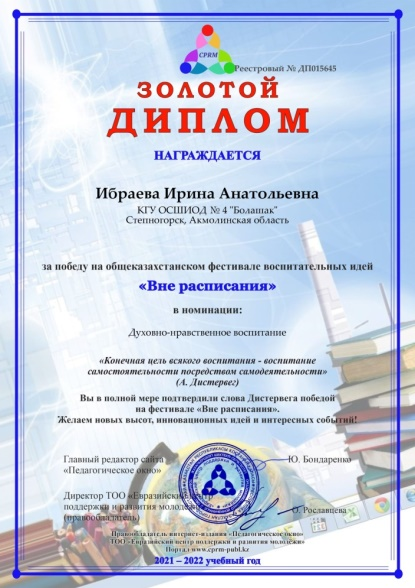 CPRM
Реестровый № ДП015645
ЗОЛОТОЙ
ДИПЛОМ
НАГРАЖДАЕТСЯ
Ибраева Ирина Анатольевна
КГУ ОСШИОД № 4 "Болашак"
Степногорск, Акмолинская область
за победу на общеказахстанском фестивале воспитательных идей
«Вне расписания»
в номинации:
Духовно-нравственное воспитание
«Конечная цель всякого воспитания - воспитание
самостоятельности посредством самодеятельности»
(А. Дистервег)
Вы в полной мере подтвердили слова Дистервега победой
на фестивале «Вне расписания».
Желаем новых высот, инновационных идей и интересных событий!
Главный редактор сайта
«Педагогическое окно»
Ю. Бондаренко
Директор ТОО «Евразийский центр
поддержки и развития молодежи»
(правообладатель)
О. Рославцева
Правообладатель интернет-издания «Педагогическое окно»
ТОО «Евразийский центр поддержки и развития молодежи»
Портал www.cprm-publ.kz
2021 – 2022 учебный год